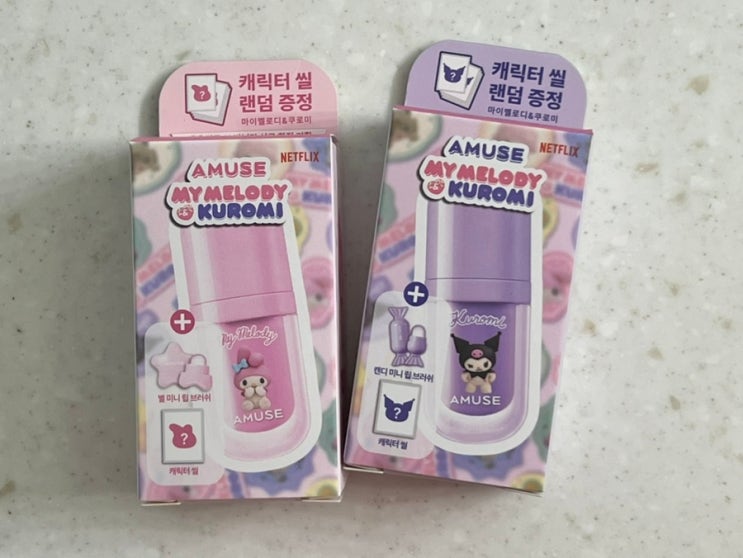 캐릭터 씰
랜덤 증정
마이멜로디&쿠로미
AMUSE
NETFLIX
MY MELODY
KUROMI
My Melody
별 미니 립 브러쉬
?
캐릭터 씰
AMUSE
캐릭터 씰
랜덤 증정
마이멜로디&쿠로미
AMUSE
NETFLIX
MY MELODY
KUROMI
Kuromi
캔디 미니 립 브러쉬
?
캐릭터 씰
AMUSE